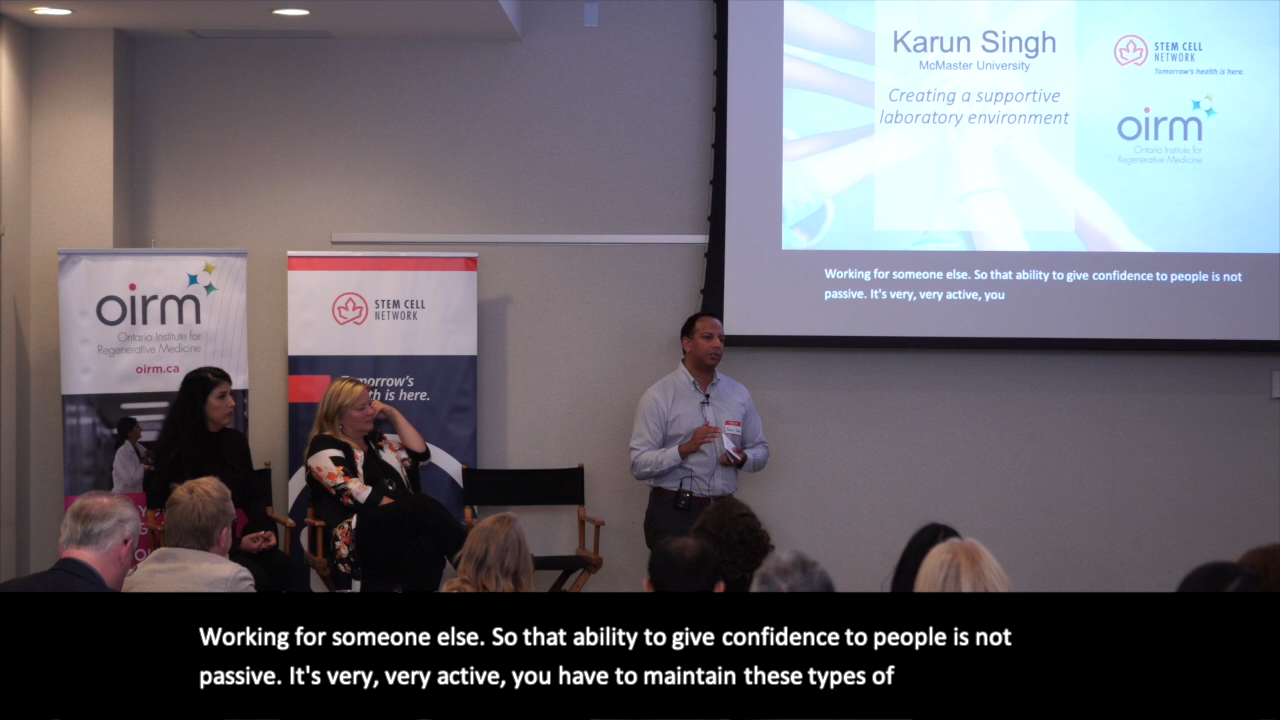 Karun Singh
McMaster University
Creating a supportive
laboratory environment
STEM CELL
NETWORK
Tomorrow's health is here.
oirm
Ontario Institute for
Regenerative Medicine
Working for someone else. So that ability to give confidence to people is not
passive. It's very, very active, you
oirm
Ontario Institute for
Regenerative Medicine
oirm.ca
STEM CELL
NETWORK
Tomorrow's
is here.
Working for someone else. So that ability to give confidence to people is not
passive. It's very, very active, you have to maintain these types of